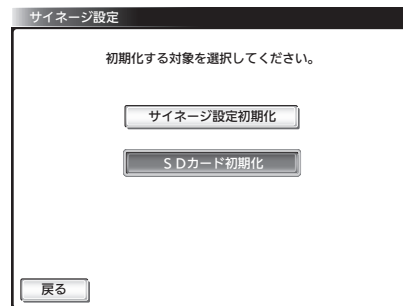 サイネージ設定
初期化する対象を選択してください。
サイネージ設定初期化
ＳＤカード初期化
戻る